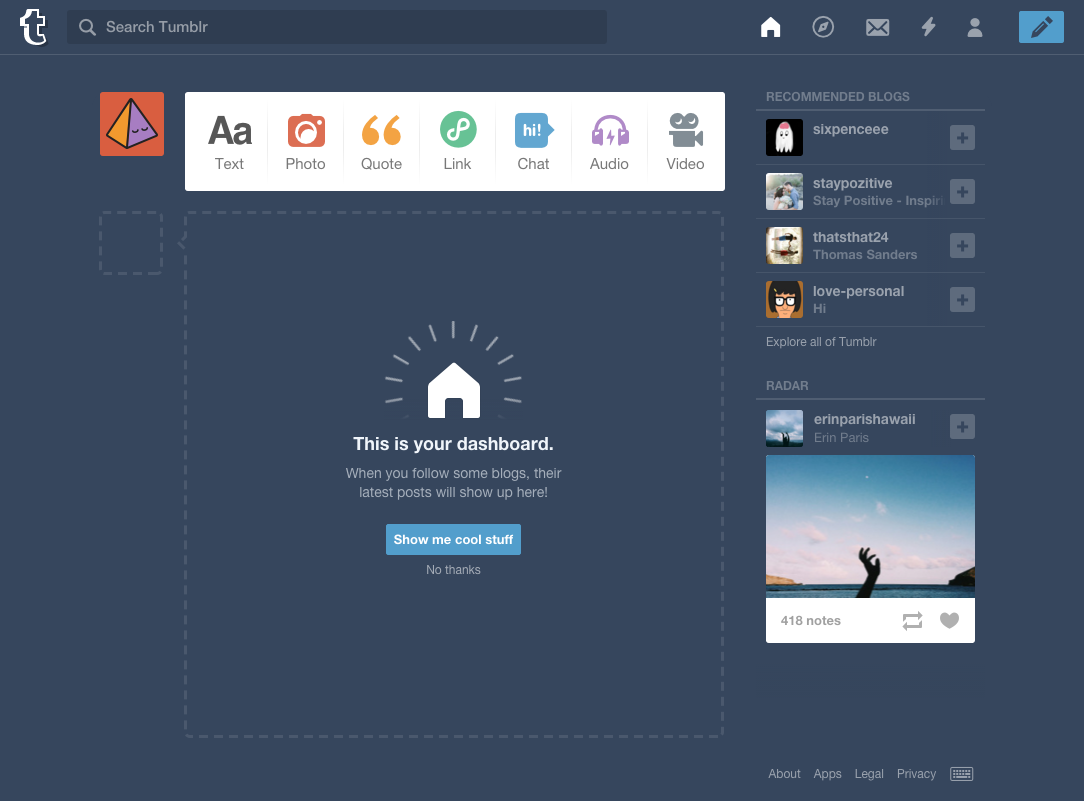 Search Tumblr
Aa
Text
Photo
Quote
Link
hi!
Chat
Audio
Video
This is your dashboard.
When you follow some blogs, their
latest posts will show up here!
Show me cool stuff
No thanks
RECOMMENDED BLOGS
sixpenceee
staypozitive
Stay Positive - Inspiri
thatsthat24
Thomas Sanders
love-personal
Hi
Explore all of Tumblr
RADAR
erinparishawaii
Erin Paris
418 notes
About Apps Legal Privacy